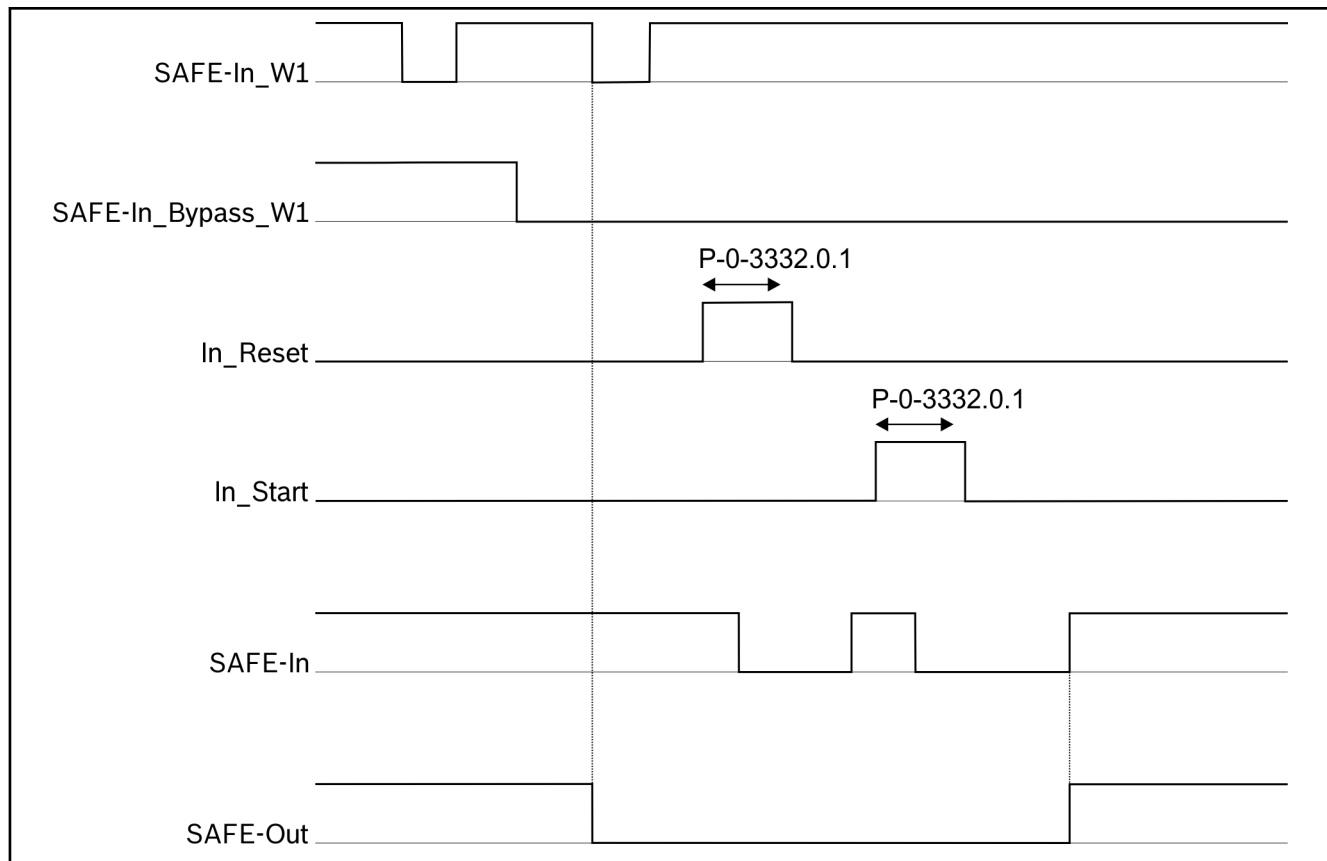 SAFE-In_W1
SAFE-In_Bypass_W1
P-0-3332.0.1
In_Reset
P-0-3332.0.1
In_Start
SAFE-In
SAFE-Out